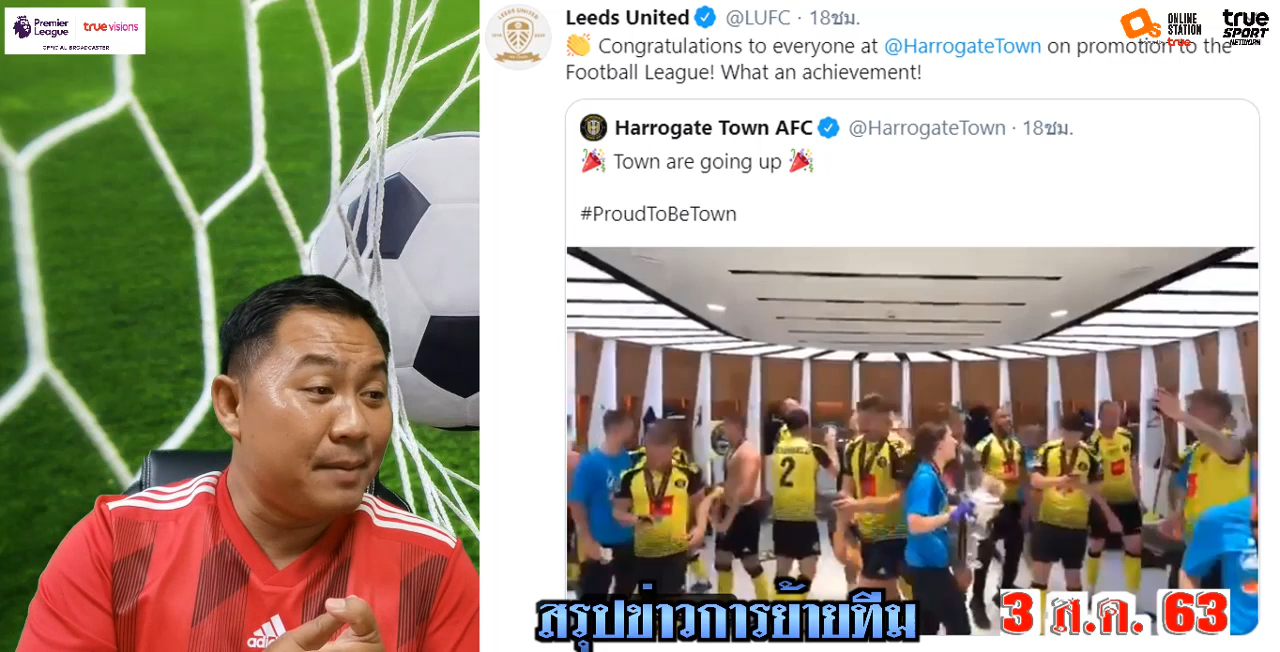 Premier League
true visions
OFFICIAL BROADCASTER
Leeds United @LUFC · 18ชม.
👏 Congratulations to everyone at @HarrogateTown on promotion to the
Football League! What an achievement!
ONLINE STATION
true
true SPORT NETWORK
Harrogate Town AFC @HarrogateTown · 18ชม.
🎉 Town are going up 🎉
#ProudToBeTown
2
adidas
สรุปข่าวการย้ายทีม
3 ส.ค. 63